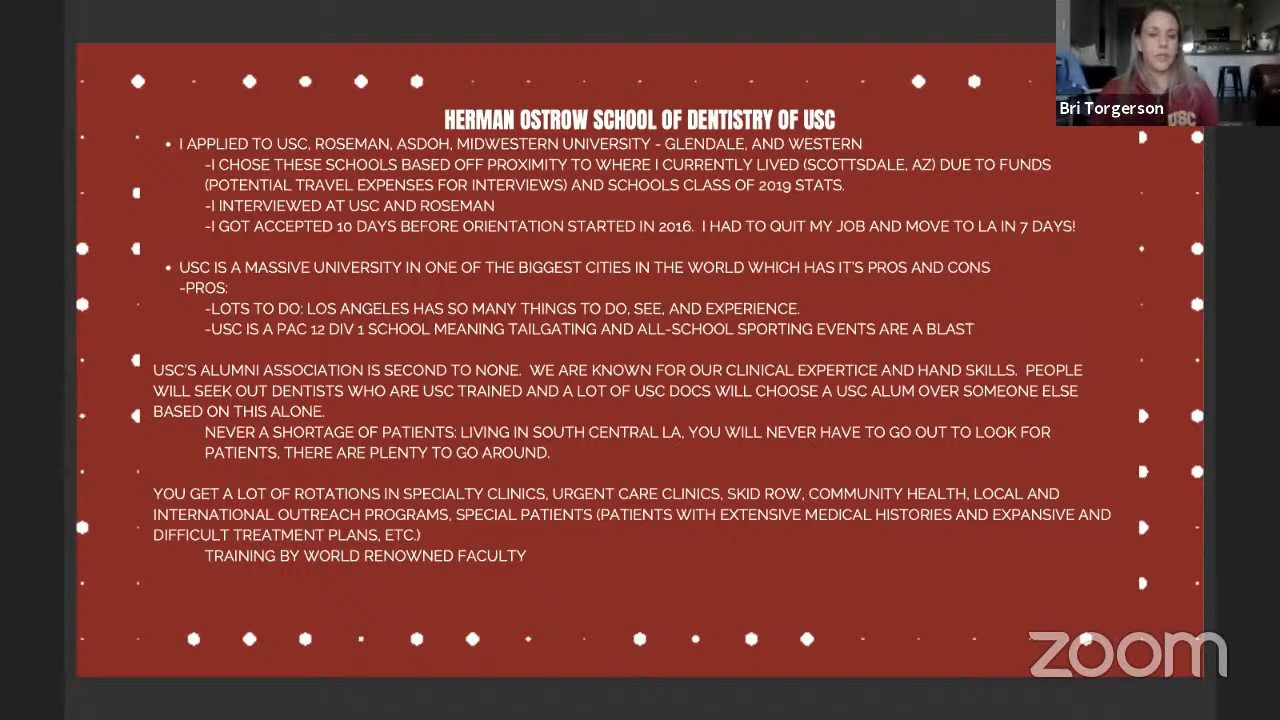 Bri Torgerson
USC
HERMAN OSTROW SCHOOL OF DENTISTRY OF USC
• I APPLIED TO USC, ROSEMAN, ASDOH, MIDWESTERN UNIVERSITY - GLENDALE, AND WESTERN
-I CHOSE THESE SCHOOLS BASED OFF PROXIMITY TO WHERE I CURRENTLY LIVED (SCOTTSDALE, AZ) DUE TO FUNDS
(POTENTIAL TRAVEL EXPENSES FOR INTERVIEWS) AND SCHOOLS CLASS OF 2019 STATS.
-I INTERVIEWED AT USC AND ROSEMAN
-I GOT ACCEPTED 10 DAYS BEFORE ORIENTATION STARTED IN 2016. I HAD TO QUIT MY JOB AND MOVE TO LA IN 7 DAYS!
• USC IS A MASSIVE UNIVERSITY IN ONE OF THE BIGGEST CITIES IN THE WORLD WHICH HAS IT'S PROS AND CONS
-PROS:
-LOTS TO DO: LOS ANGELES HAS SO MANY THINGS TO DO, SEE, AND EXPERIENCE.
-USC IS A PAC 12 DIV 1 SCHOOL MEANING TAILGATING AND ALL-SCHOOL SPORTING EVENTS ARE A BLAST
USC'S ALUMNI ASSOCIATION IS SECOND TO NONE. WE ARE KNOWN FOR OUR CLINICAL EXPERTICE AND HAND SKILLS. PEOPLE
WILL SEEK OUT DENTISTS WHO ARE USC TRAINED AND A LOT OF USC DOCS WILL CHOOSE A USC ALUM OVER SOMEONE ELSE
BASED ON THIS ALONE.
NEVER A SHORTAGE OF PATIENTS: LIVING IN SOUTH CENTRAL LA, YOU WILL NEVER HAVE TO GO OUT TO LOOK FOR
PATIENTS, THERE ARE PLENTY TO GO AROUND.
YOU GET A LOT OF ROTATIONS IN SPECIALTY CLINICS, URGENT CARE CLINICS, SKID ROW, COMMUNITY HEALTH, LOCAL AND
INTERNATIONAL OUTREACH PROGRAMS, SPECIAL PATIENTS (PATIENTS WITH EXTENSIVE MEDICAL HISTORIES AND EXPANSIVE AND
DIFFICULT TREATMENT PLANS, ETC.)
TRAINING BY WORLD RENOWNED FACULTY
zoom